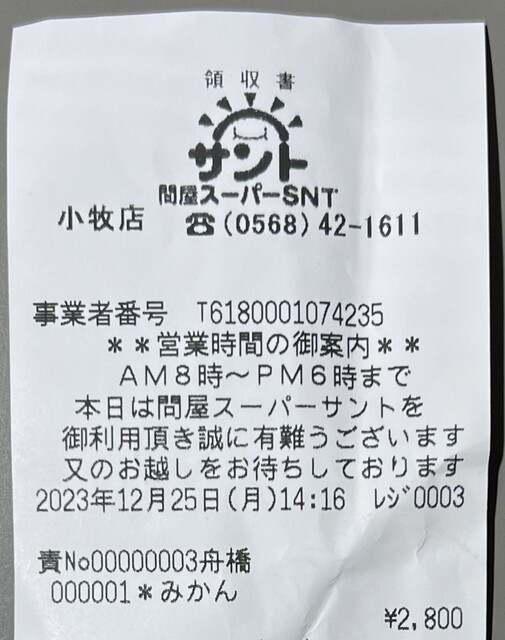 領収書
サント
問屋スーパーSNT
小牧店 ☎(0568)42-1611
事業者番号 T6180001074235
**営業時間の御案内**
AM8時～PM6時まで
本日は問屋スーパーサントを
御利用頂き誠に有難うございます
又のお越しをお待ちしております
2023年12月25日(月)14:16 ﾚｼﾞ0003
責No00000003舟橋
000001*みかん
¥2,800